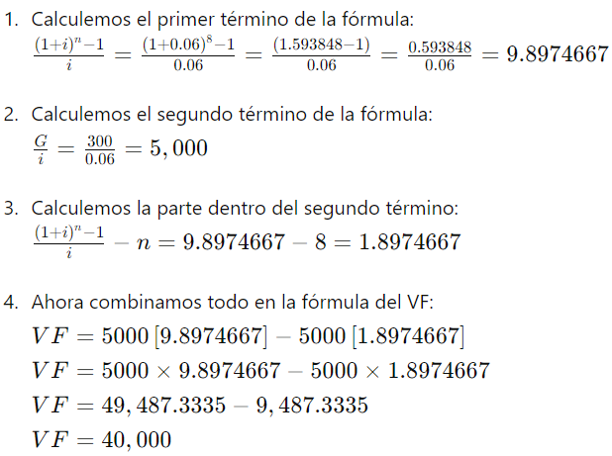 1. Calculemos el primer término de la fórmula:
\frac{(1+i)^n-1}{i} = \frac{(1+0.06)^8-1}{0.06} = \frac{(1.593848-1)}{0.06} = \frac{0.593848}{0.06} = 9.8974667
2. Calculemos el segundo término de la fórmula:
\frac{G}{i} = \frac{300}{0.06} = 5,000
3. Calculemos la parte dentro del segundo término:
\frac{(1+i)^n-1}{i} - n = 9.8974667 - 8 = 1.8974667
4. Ahora combinamos todo en la fórmula del VF:
VF = 5000 [9.8974667] - 5000 [1.8974667]
VF = 5000 × 9.8974667 - 5000 × 1.8974667
VF = 49,487.3335 - 9,487.3335
VF = 40,000